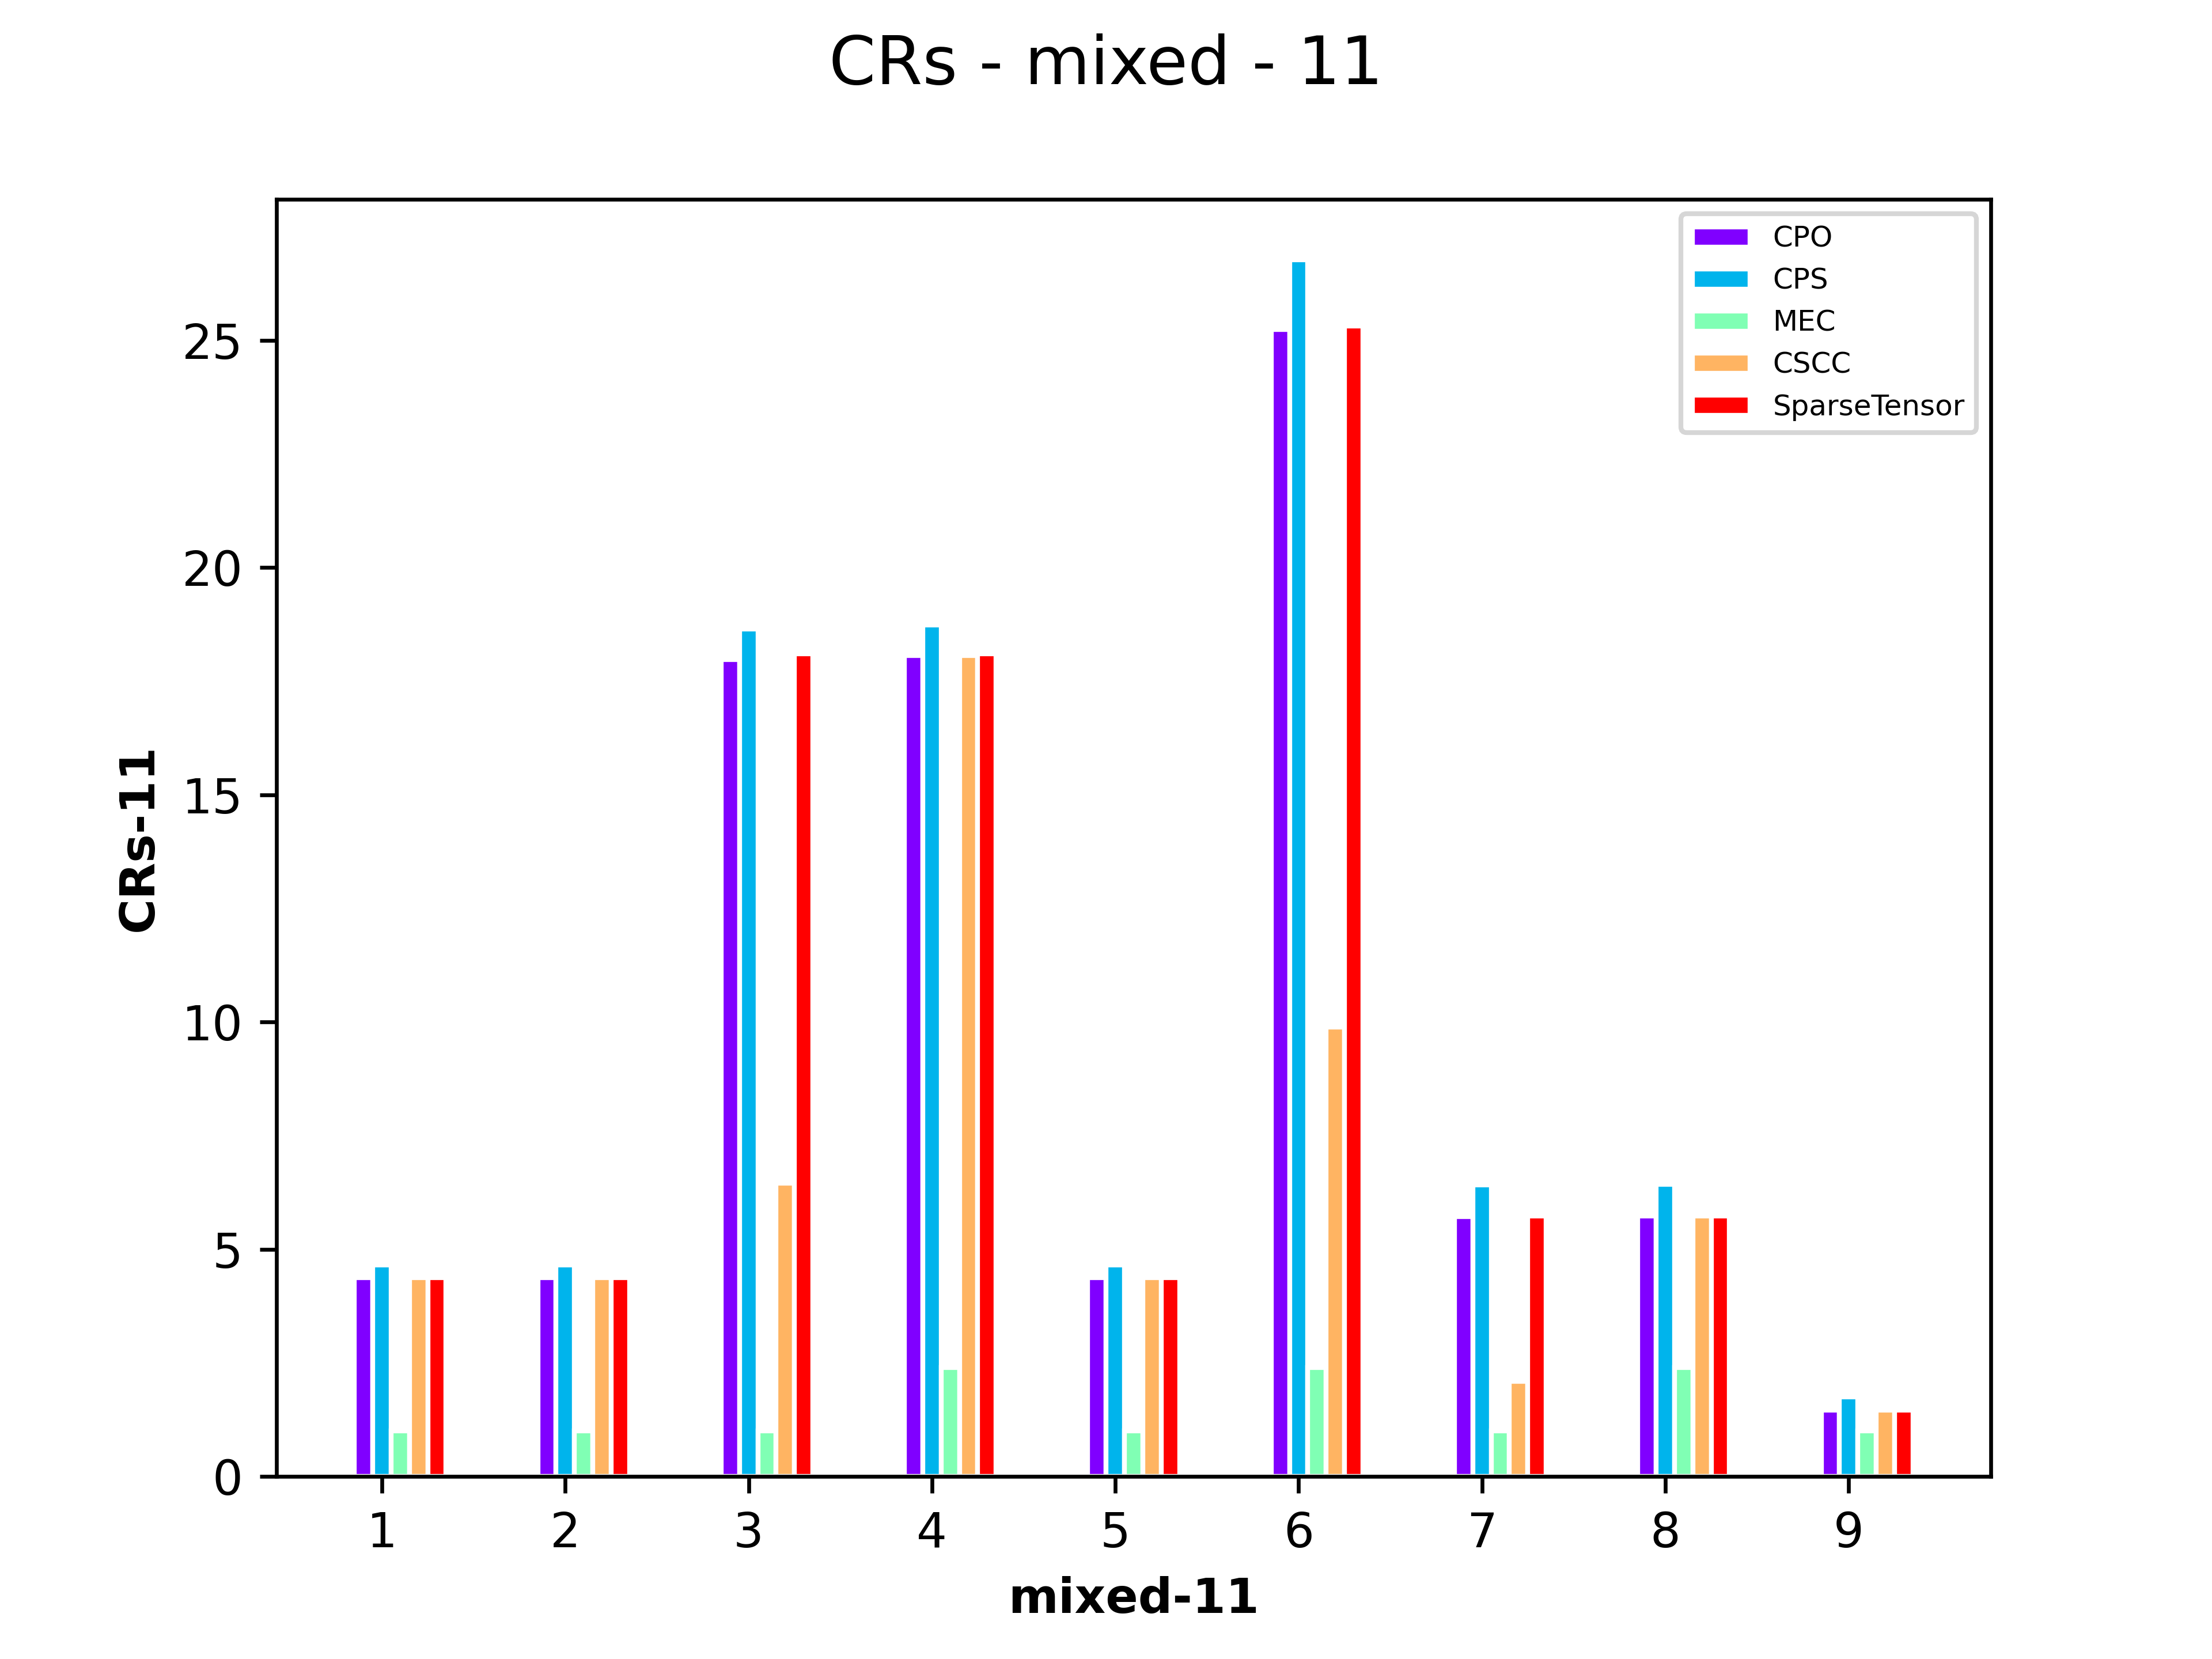 CRs - mixed - 11
CPO
CPS
MEC
CSCC
SparseTensor
25
20
15
10
5
0
CRs-11
1 2 3 4 5 6 7 8 9
mixed-11